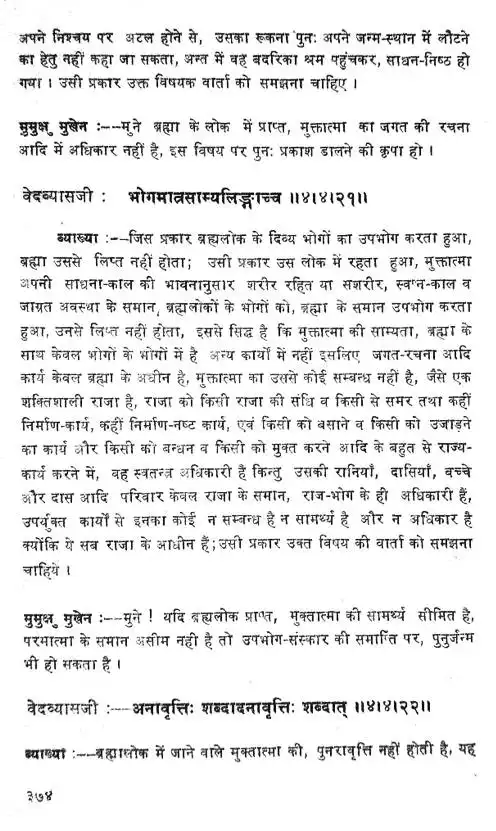 अपने निश्चय पर अटल होने से, उसका रूकना पुनः अपने जन्म-स्थान में लौटने
का हेतु नहीं कहा जा सकता, अन्त में वह बदरिका श्रम पहुंचकर, साधन-निष्ठ हो
गया । उसी प्रकार उक्त विषयक वार्ता को समझना चाहिए ।
मुमुक्षु मुखेन :--मुने ब्रह्मा के लोक में प्राप्त, मुक्तात्मा का जगत की रचना
आदि में अधिकार नहीं है, इस विषय पर पुनः प्रकाश डालने की कृपा हो ।
वेदव्यासजी : भोगमात्रसाम्यलिङ्गाच्च ॥४।४।२१॥
व्याख्या :--जिस प्रकार ब्रह्मलोक के दिव्य भोगों का उपभोग करता हुआ,
ब्रह्मा उससे लिप्त नहीं होता; उसी प्रकार उस लोक में रहता हुआ, मुक्तात्मा
अपनी साधना-काल की भावनानुसार शरीर रहित या सशरीर, स्वप्न-काल व
जाग्रत अवस्था के समान, ब्रह्मलोकों के भोगों को, ब्रह्मा के समान उपभोग करता
हुआ, उनसे लिप्त नहीं होता, इससे सिद्ध है कि मुक्तात्मा की साम्यता, ब्रह्मा के
साथ केवल भोगों के भोगों में है अन्य कार्यों में नहीं इसलिए जगत-रचना आदि
कार्य केवल ब्रह्मा के अधीन है, मुक्तात्मा का उससे कोई सम्बन्ध नहीं है, जैसे एक
शक्तिशाली राजा है, राजा को किसी राजा की संधि व किसी से समर तथा कहीं
निर्माण-कार्य, कहीं निर्माण-नष्ट कार्य, एवं किसी को बसाने व किसी को उजाड़ने
का कार्य और किसी को बन्धन व किसी को मुक्त करने आदि के बहुत से राज्य-
कार्य करने में, वह स्वतन्त्र अधिकारी हैं किन्तु उसकी रानियाँ, दासियाँ, बच्चे
और दास आदि परिवार केवल राजा के समान, राज-भोग के ही अधिकारी हैं,
उपर्युक्त कार्यों से इनका कोई न सम्बन्ध है न सामर्थ्य है और न अधिकार है
क्योंकि ये सब राजा के आधीन हैं; उसी प्रकार उक्त विषय की वार्ता को समझना
चाहिये ।
मुमुक्षु मुखेन :--मुने ! यदि ब्रह्मलोक प्राप्त, मुक्तात्मा की सामर्थ्य सीमित है,
परमात्मा के समान असीम नही है तो उपभोग-संस्कार की समाप्ति पर, पुनुर्जन्म
भी हो सकता है ।
वेदव्यासजी :--अनावृत्तिः शब्दादनावृत्तिः शब्दात् ॥४।४।२२॥
व्याख्या :--ब्रह्मालोक में जाने वाले मुक्तात्मा की, पुनरावृत्ति नहीं होती है, यह
३७४